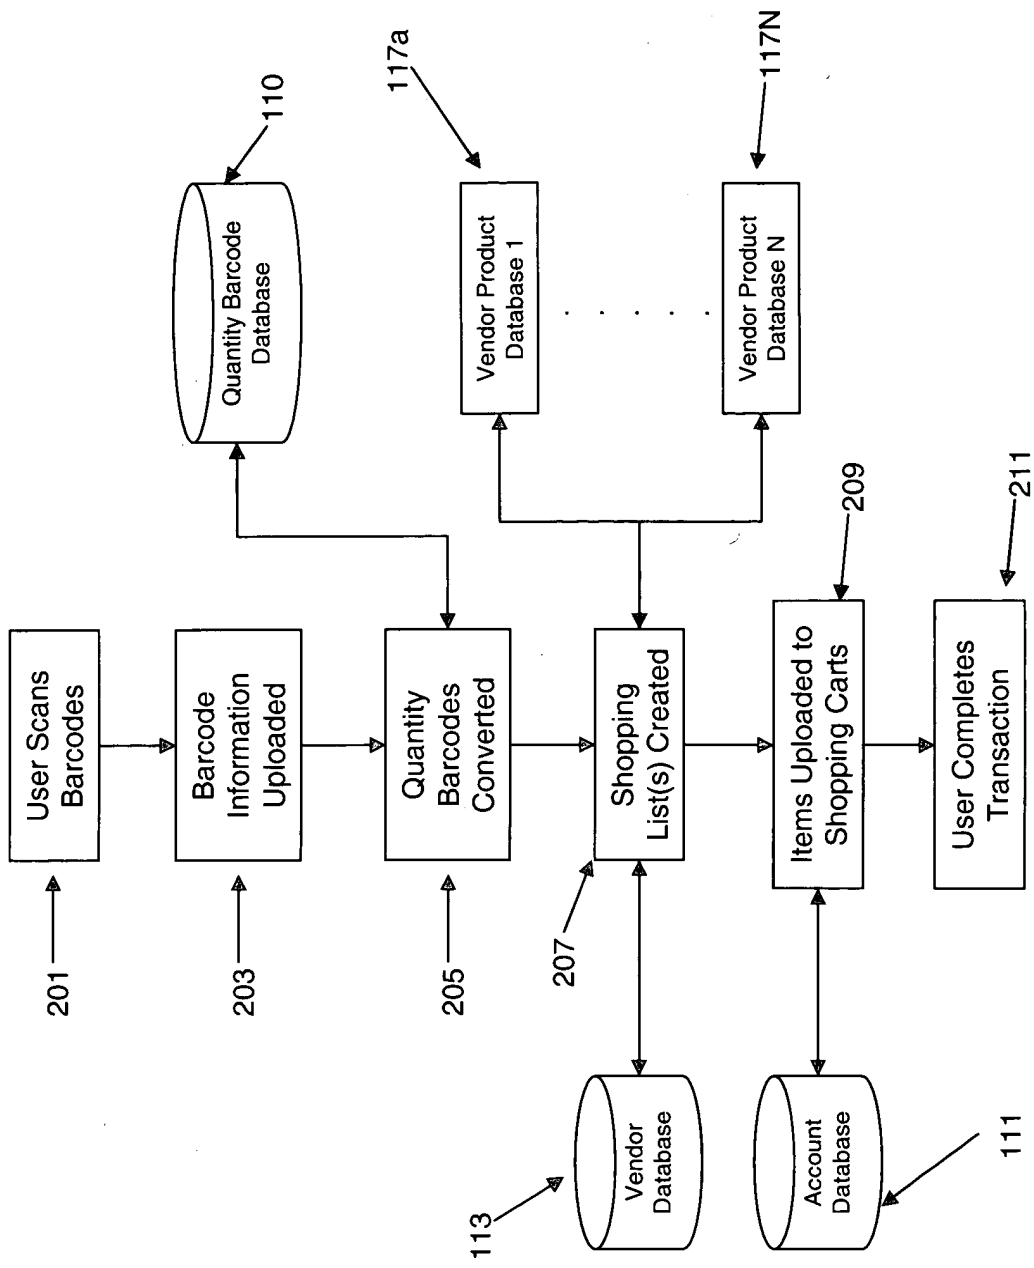 201
User Scans
Barcodes
203
Barcode
Information
Uploaded
110
Quantity Barcode
Database
205
Quantity
Barcodes
Converted
117a
Vendor Product
Database 1
. . . . .
117N
Vendor Product
Database N
113
Vendor
Database
207
Shopping
List(s) Created
111
Account
Database
209
Items Uploaded to
Shopping Carts
211
User Completes
Transaction